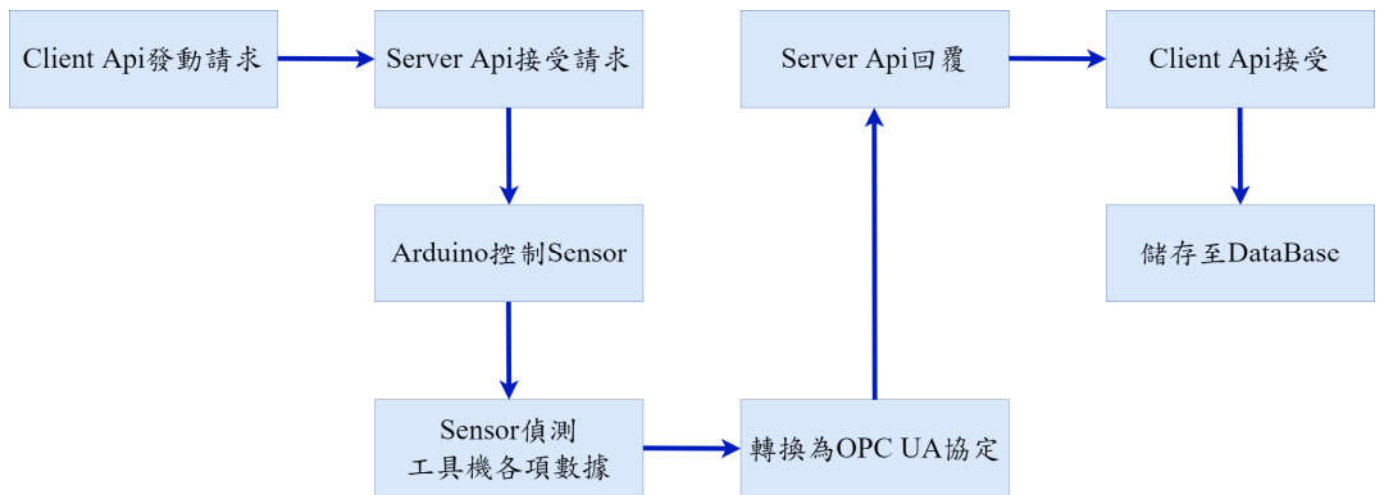 Client Api發動請求
Server Api接受請求
Server Api回覆
Client Api接受
Arduino控制Sensor
儲存至DataBase
Sensor偵測
工具機各項數據
轉換為OPC UA協定